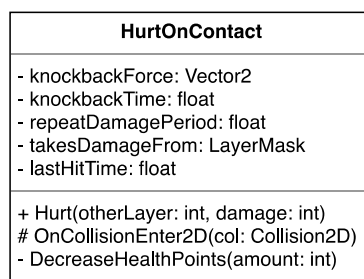 HurtOnContact
- knockbackForce: Vector2
- knockbackTime: float
- repeatDamagePeriod: float
- takesDamageFrom: LayerMask
- lastHitTime: float
+ Hurt(otherLayer: int, damage: int)
# OnCollisionEnter2D(col: Collision2D)
- DecreaseHealthPoints(amount: int)